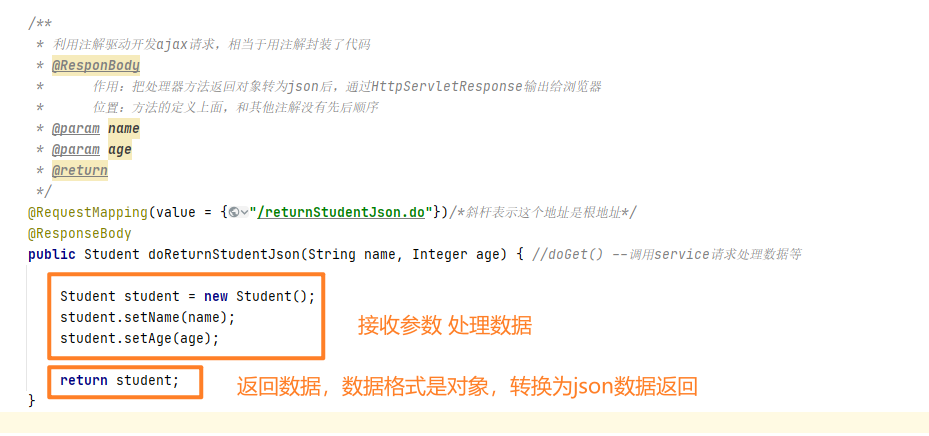 /**
* 利用注解驱动开发ajax请求，相当于用注解封装了代码
* @ResponBody
* 作用：把处理器方法返回对象转为json后，通过HttpServletResponse输出给浏览器
* 位置：方法的定义上面，和其他注解没有先后顺序
* @param name
* @param age
* @return
*/
@RequestMapping(value = {"/returnStudentJson.do"})/*斜杆表示这个地址是根地址*/
@ResponseBody
public Student doReturnStudentJson(String name, Integer age) { //doGet() --调用service请求处理数据等
Student student = new Student();
student.setName(name);
student.setAge(age);
接收参数 处理数据
return student;
返回数据，数据格式是对象，转换为json数据返回
}